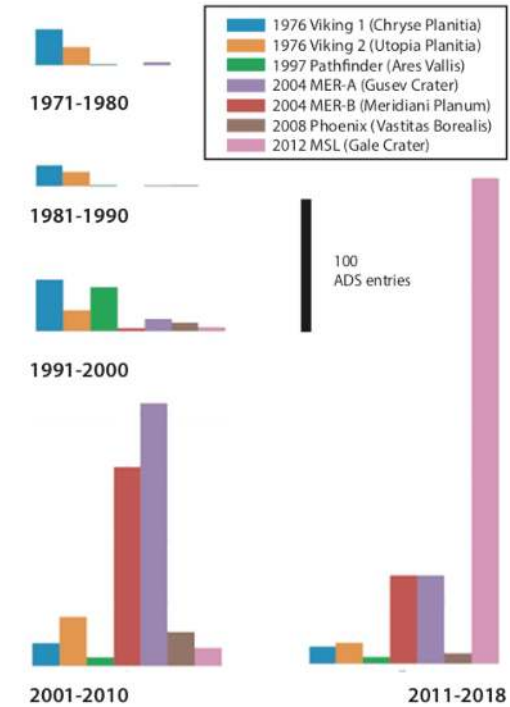 1976 Viking 1 (Chryse Planitia)
1976 Viking 2 (Utopia Planitia)
1997 Pathfinder (Ares Vallis)
2004 MER-A (Gusev Crater)
2004 MER-B (Meridiani Planum)
2008 Phoenix (Vastitas Borealis)
2012 MSL (Gale Crater)
1971-1980
1981-1990
100
ADS entries
1991-2000
2001-2010
2011-2018